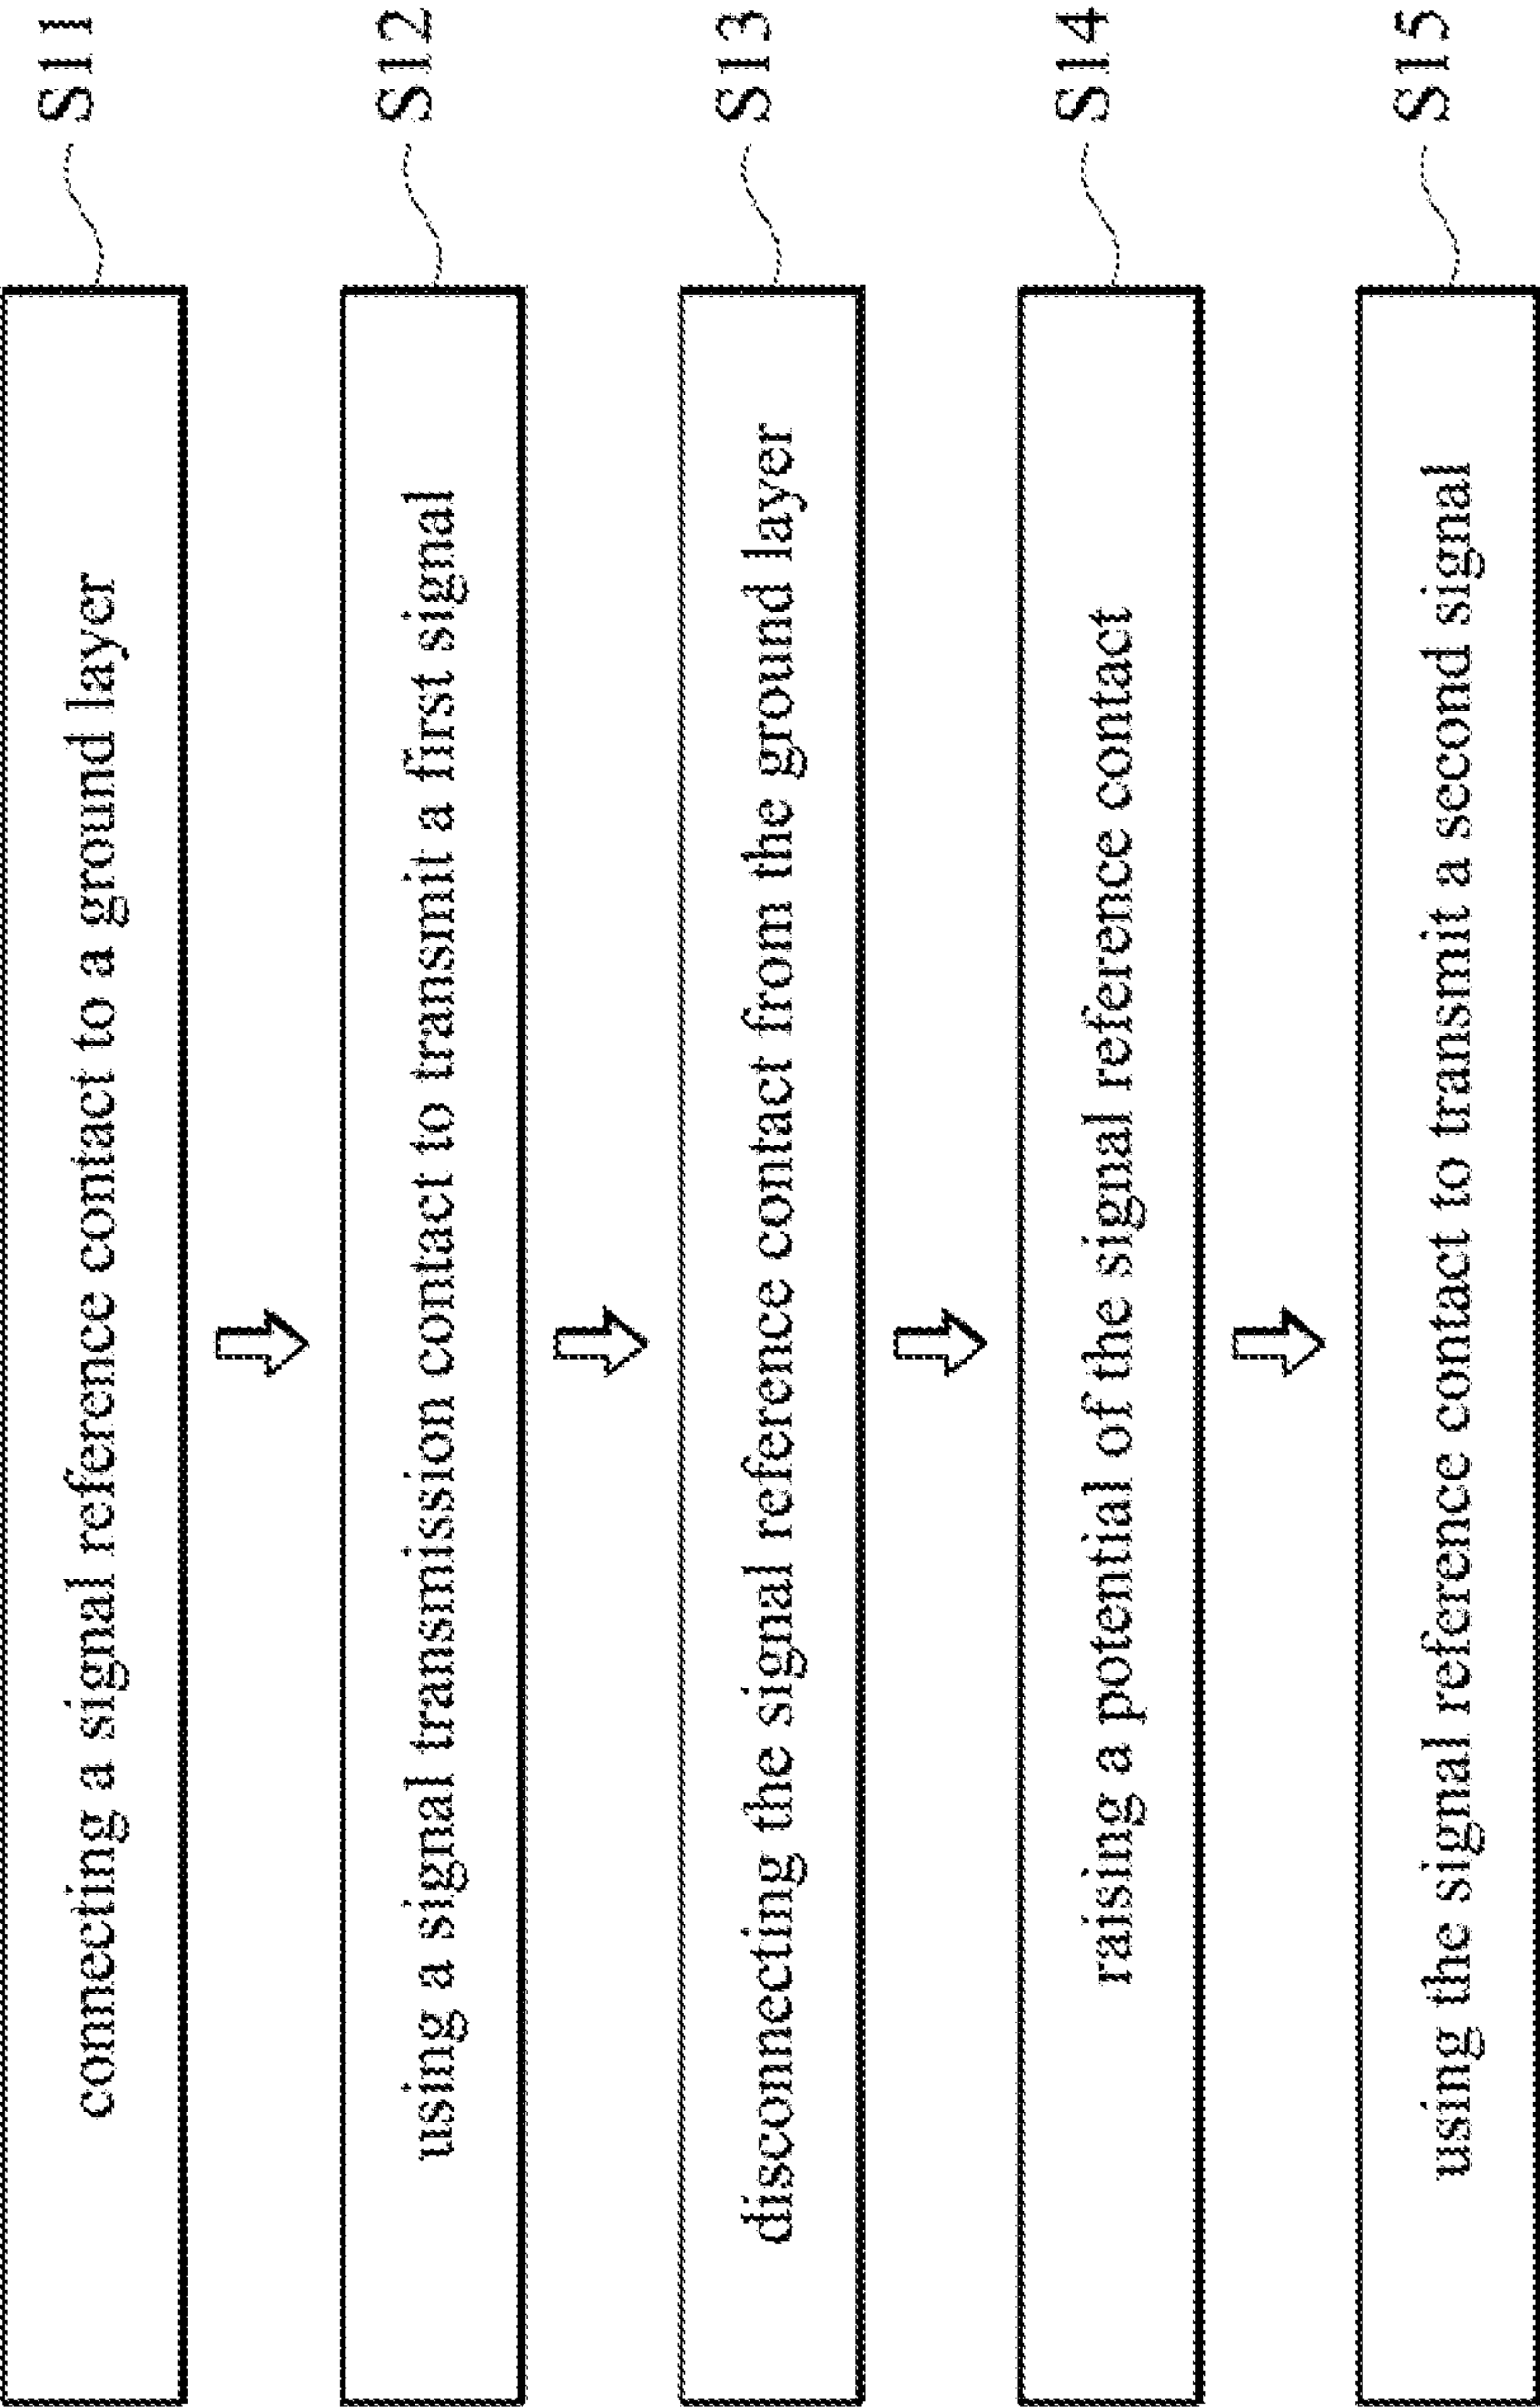 connecting a signal reference contact to a ground layer
S11
using a signal transmission contact to transmit a first signal
S12
disconnecting the signal reference contact from the ground layer
S13
raising a potential of the signal reference contact
S14
using the signal reference contact to transmit a second signal
S15